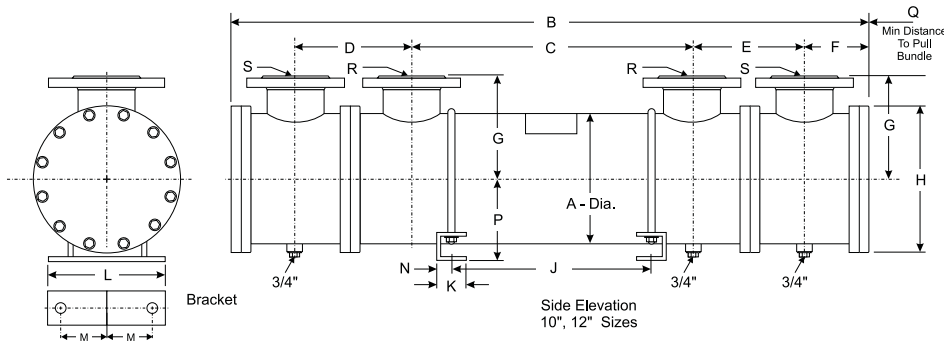 B
Q
Min Distance
To Pull
Bundle
D
C
E
F
S
R
R
S
G
G
H
A - Dia.
P
N
K
J
L
3/4"
3/4"
3/4"
Bracket
Side Elevation
10", 12" Sizes
M
M